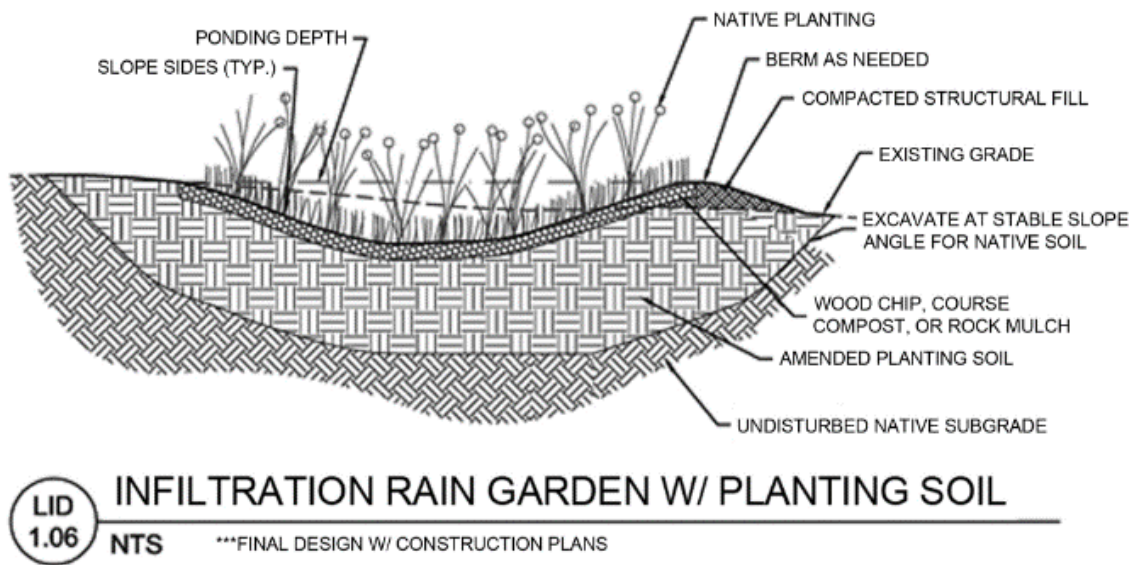 NATIVE PLANTING
PONDING DEPTH
BERM AS NEEDED
SLOPE SIDES (TYP.)
COMPACTED STRUCTURAL FILL
EXISTING GRADE
EXCAVATE AT STABLE SLOPE
ANGLE FOR NATIVE SOIL
WOOD CHIP, COURSE
COMPOST, OR ROCK MULCH
AMENDED PLANTING SOIL
UNDISTURBED NATIVE SUBGRADE
LID
1.06
INFILTRATION RAIN GARDEN W/ PLANTING SOIL
NTS
***FINAL DESIGN W/ CONSTRUCTION PLANS